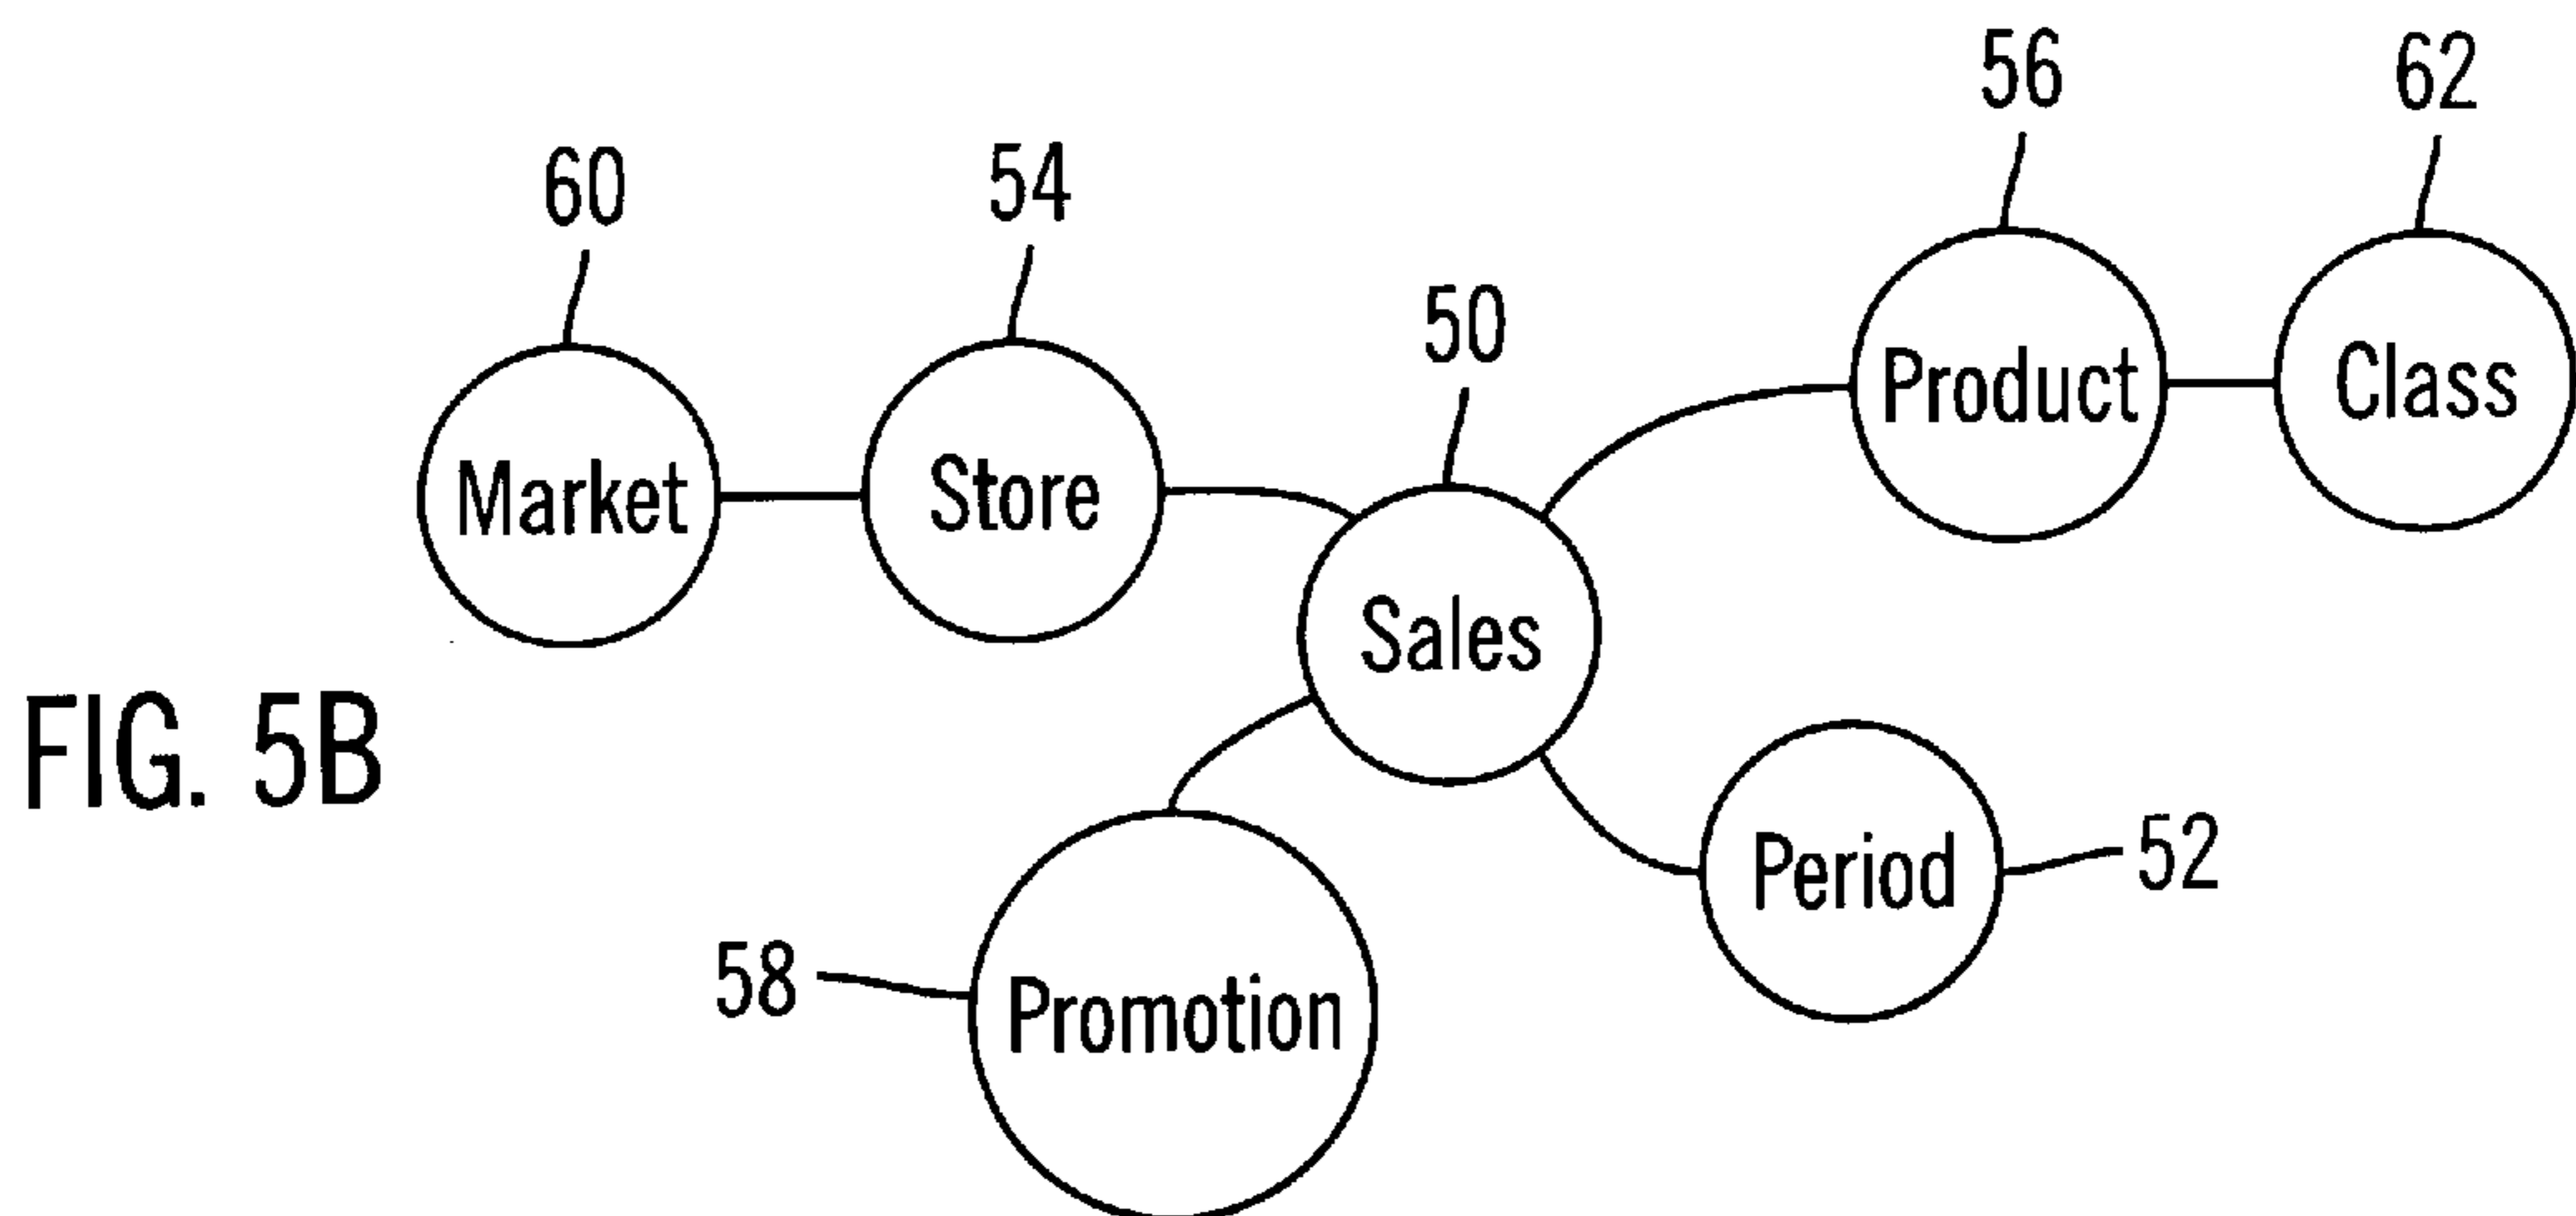 56
62
60
54
50
Market
Store
Sales
Product
Class
FIG. 5B
Period
52
58
Promotion